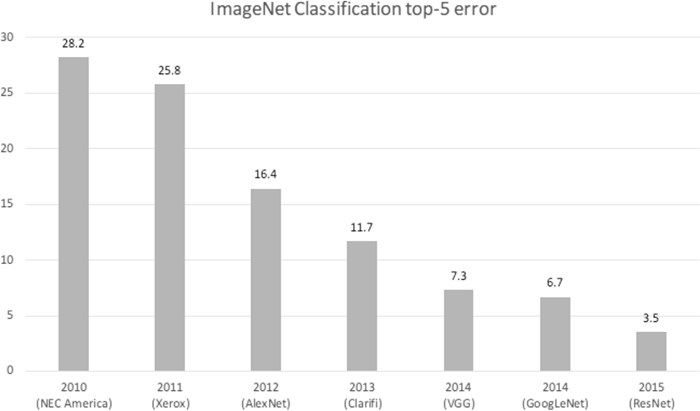 ImageNet Classification top-5 error
30
25
20
15
10
5
0
28.2
25.8
16.4
11.7
7.3
6.7
3.5
2010
(NEC America)
2011
(Xerox)
2012
(AlexNet)
2013
(Clarifi)
2014
(VGG)
2014
(GoogLeNet)
2015
(ResNet)